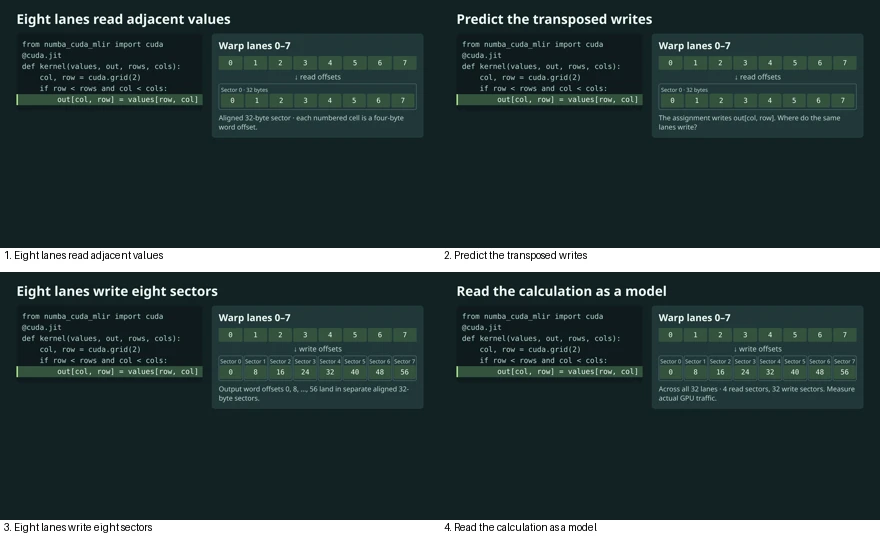 Eight lanes read adjacent values
from numba_cuda_mlir import cuda
@cuda.jit
def kernel(values, out, rows, cols):
    col, row = cuda.grid(2)
    if row < rows and col < cols:
        out[col, row] = values[row, col]
Warp lanes 0–7
0 1 2 3 4 5 6 7
↓ read offsets
Sector 0 · 32 bytes
0 1 2 3 4 5 6 7
Aligned 32-byte sector · each numbered cell is a four-byte
word offset.
1. Eight lanes read adjacent values
Predict the transposed writes
from numba_cuda_mlir import cuda
@cuda.jit
def kernel(values, out, rows, cols):
    col, row = cuda.grid(2)
    if row < rows and col < cols:
        out[col, row] = values[row, col]
Warp lanes 0–7
0 1 2 3 4 5 6 7
↓ read offsets
Sector 0 · 32 bytes
0 1 2 3 4 5 6 7
The assignment writes out[col, row]. Where do the same
lanes write?
2. Predict the transposed writes
Eight lanes write eight sectors
from numba_cuda_mlir import cuda
@cuda.jit
def kernel(values, out, rows, cols):
    col, row = cuda.grid(2)
    if row < rows and col < cols:
        out[col, row] = values[row, col]
Warp lanes 0–7
0 1 2 3 4 5 6 7
↓ write offsets
Sector 0 Sector 1 Sector 2 Sector 3 Sector 4 Sector 5 Sector 6 Sector 7
0 8 16 24 32 40 48 56
Output word offsets 0, 8, …, 56 land in separate aligned 32-
byte sectors.
3. Eight lanes write eight sectors
Read the calculation as a model
from numba_cuda_mlir import cuda
@cuda.jit
def kernel(values, out, rows, cols):
    col, row = cuda.grid(2)
    if row < rows and col < cols:
        out[col, row] = values[row, col]
Warp lanes 0–7
0 1 2 3 4 5 6 7
↓ write offsets
Sector 0 Sector 1 Sector 2 Sector 3 Sector 4 Sector 5 Sector 6 Sector 7
0 8 16 24 32 40 48 56
Across all 32 lanes · 4 read sectors, 32 write sectors. Measure
actual GPU traffic.
4. Read the calculation as a model